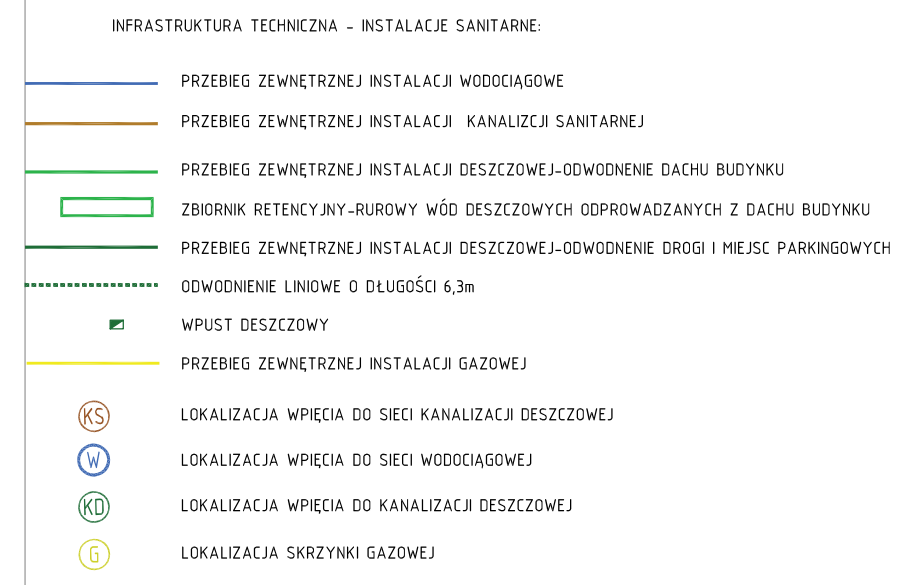 INFRASTRUKTURA TECHNICZNA - INSTALACJE SANITARNE:
PRZEBIEG ZEWNĘTRZNEJ INSTALACJI WODOCIĄGOWE
PRZEBIEG ZEWNĘTRZNEJ INSTALACJI KANALIZCJI SANITARNEJ
PRZEBIEG ZEWNĘTRZNEJ INSTALACJI DESZCZOWEJ-ODWODNENIE DACHU BUDYNKU
ZBIORNIK RETENCYJNY-RUROWY WÓD DESZCZOWYCH ODPROWADZANYCH Z DACHU BUDYNKU
PRZEBIEG ZEWNĘTRZNEJ INSTALACJI DESZCZOWEJ-ODWODNENIE DROGI I MIEJSC PARKINGOWYCH
ODWODNIENIE LINIOWE O DŁUGOŚCI 6,3m
WPUST DESZCZOWY
PRZEBIEG ZEWNĘTRZNEJ INSTALACJI GAZOWEJ
KS LOKALIZACJA WPIĘCIA DO SIECI KANALIZACJI DESZCZOWEJ
W LOKALIZACJA WPIĘCIA DO SIECI WODOCIĄGOWEJ
KD LOKALIZACJA WPIĘCIA DO KANALIZACJI DESZCZOWEJ
G LOKALIZACJA SKRZYNKI GAZOWEJ